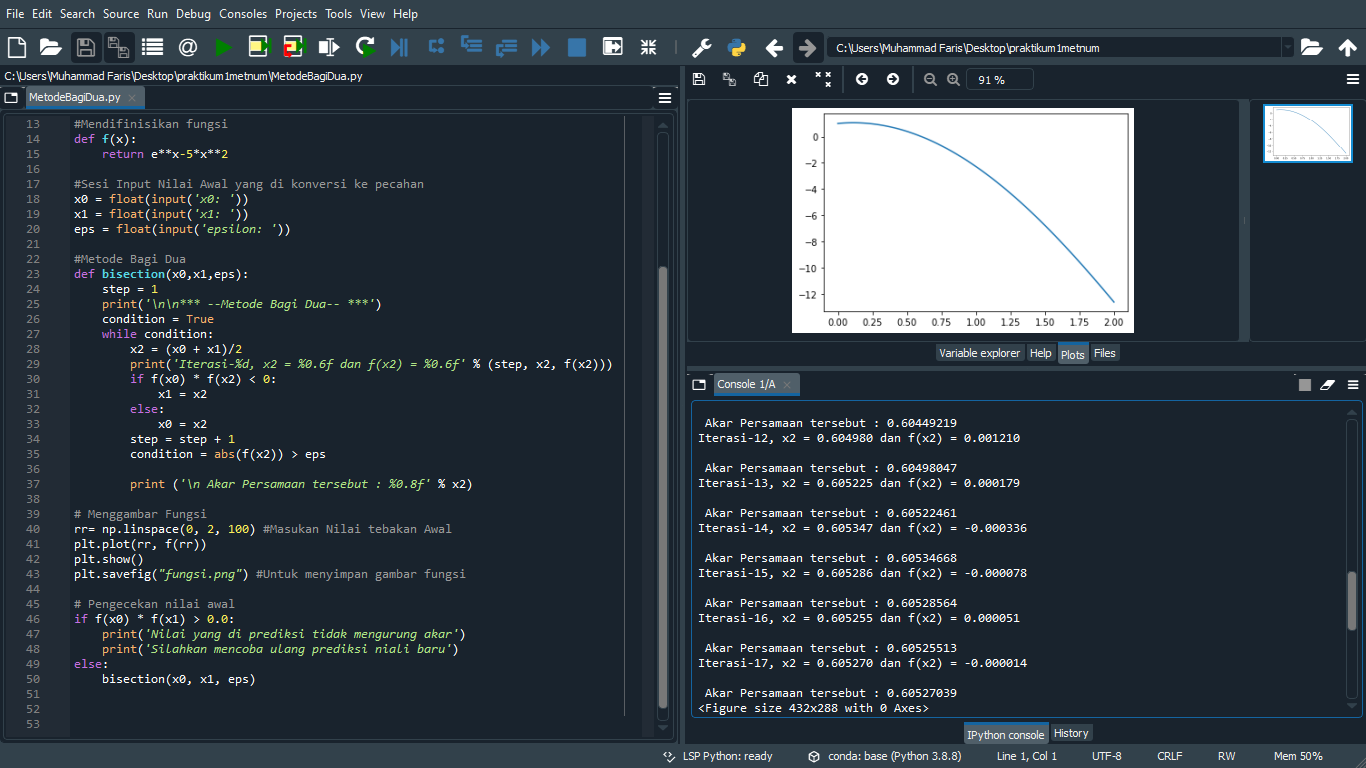 File Edit Search Source Run Debug Consoles Projects Tools View Help
C:\Users\Muhammad Faris\Desktop\praktikum1metnum
C:\Users\Muhammad Faris\Desktop\praktikum1metnum\MetodeBagiDua.py
MetodeBagiDua.py
13 #Mendifinisikan fungsi
14 def f(x):
15 return e**x-5*x**2
16
17 #Sesi Input Nilai Awal yang di konversi ke pecahan
18 x0 = float(input('x0: '))
19 x1 = float(input('x1: '))
20 eps = float(input('epsilon: '))
21
22 #Metode Bagi Dua
23 def bisection(x0,x1,eps):
24 step = 1
25 print('\n\n*** --Metode Bagi Dua-- ***')
26 condition = True
27 while condition:
28 x2 = (x0 + x1)/2
29 print('Iterasi-%d, x2 = %0.6f dan f(x2) = %0.6f' % (step, x2, f(x2)))
30 if f(x0) * f(x2) < 0:
31 x1 = x2
32 else:
33 x0 = x2
34 step = step + 1
35 condition = abs(f(x2)) > eps
36
37 print ('\n Akar Persamaan tersebut : %0.8f' % x2)
38
39 # Menggambar Fungsi
40 rr= np.linspace(0, 2, 100) #Masukan Nilai tebakan Awal
41 plt.plot(rr, f(rr))
42 plt.show()
43 plt.savefig("fungsi.png") #Untuk menyimpan gambar fungsi
44
45 # Pengecekan nilai awal
46 if f(x0) * f(x1) > 0.0:
47 print('Nilai yang di prediksi tidak mengurung akar')
48 print('Silahkan mencoba ulang prediksi niali baru')
49 else:
50 bisection(x0, x1, eps)
51
52
53
91 %
0
−2
−4
−6
−8
−10
−12
0.00 0.25 0.50 0.75 1.00 1.25 1.50 1.75 2.00
Variable explorer Help Plots Files
Console 1/A
Akar Persamaan tersebut : 0.60449219
Iterasi-12, x2 = 0.604980 dan f(x2) = 0.001210
Akar Persamaan tersebut : 0.60498047
Iterasi-13, x2 = 0.605225 dan f(x2) = 0.000179
Akar Persamaan tersebut : 0.60522461
Iterasi-14, x2 = 0.605347 dan f(x2) = -0.000336
Akar Persamaan tersebut : 0.60534668
Iterasi-15, x2 = 0.605286 dan f(x2) = -0.000078
Akar Persamaan tersebut : 0.60528564
Iterasi-16, x2 = 0.605255 dan f(x2) = 0.000051
Akar Persamaan tersebut : 0.60525513
Iterasi-17, x2 = 0.605270 dan f(x2) = -0.000014
Akar Persamaan tersebut : 0.60527039
<Figure size 432x288 with 0 Axes>
IPython console History
LSP Python: ready conda: base (Python 3.8.8) Line 1, Col 1 UTF-8 CRLF RW Mem 50%